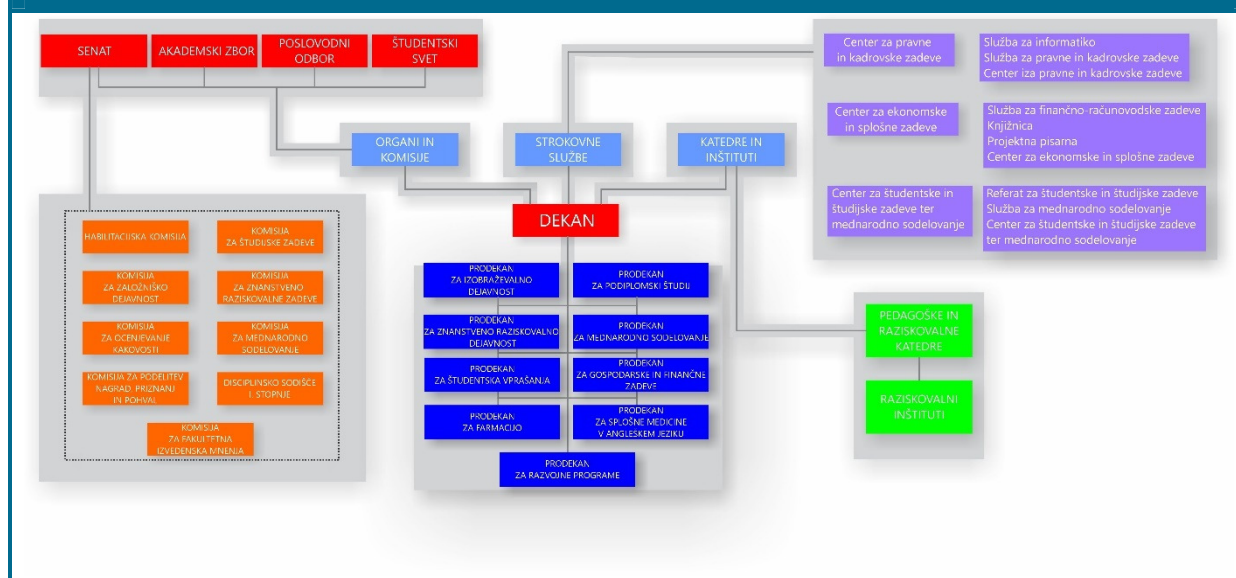 SENAT
AKADEMSKI ZBOR
POSLOVODNI
ODBOR
ŠTUDENTSKI
SVET
ORGANI IN
KOMISIJE
STROKOVNE
SLUŽBE
KATEDRE IN
INŠTITUTI
DEKAN
Center za pravne
in kadrovske zadeve
Služba za informatiko
Služba za pravne in kadrovske zadeve
Center iza pravne in kadrovske zadeve
Center za ekonomske
in splošne zadeve
Služba za finančno-računovodske zadeve
Knjižnica
Projektna pisarna
Center za ekonomske in splošne zadeve
Center za študentske in
študijske zadeve ter
mednarodno sodelovanje
Referat za študentske in študijske zadeve
Služba za mednarodno sodelovanje
Center za študentske in študijske zadeve
ter mednarodno sodelovanje
HABILITACIJSKA KOMISIJA
KOMISIJA
ZA ŠTUDIJSKE ZADEVE
KOMISIJA
ZA ZALOŽNIŠKO
DEJAVNOST
KOMISIJA
ZA ZNANSTVENO
RAZISKOVALNE ZADEVE
KOMISIJA
ZA OCENJEVANJE
KAKOVOSTI
KOMISIJA
ZA MEDNARODNO
SODELOVANJE
KOMISIJA ZA PODELITEV
NAGRAD, PRIZNANJ
IN POHVAL
DISCIPLINSKO SODIŠČE
I. STOPNJE
KOMISIJA
ZA FAKULTETNA
IZVEDENSKA MNENJA
PRODEKAN
ZA IZOBRAŽEVALNO
DEJAVNOST
PRODEKAN
ZA PODIPLOMSKI ŠTUDIJ
PRODEKAN
ZA ZNANSTVENO RAZISKOVALNO
DEJAVNOST
PRODEKAN
ZA MEDNARODNO SODELOVANJE
PRODEKAN
ZA ŠTUDENTSKA VPRAŠANJA
PRODEKAN
ZA GOSPODARSKE IN FINANČNE
ZADEVE
PRODEKAN
ZA FARMACIJO
PRODEKAN
ZA SPLOŠNE MEDICINE
V ANGLEŠKEM JEZIKU
PRODEKAN
ZA RAZVOJNE PROGRAME
PEDAGOŠKE IN
RAZISKOVALNE
KATEDRE
RAZISKOVALNI
INŠTITUTI